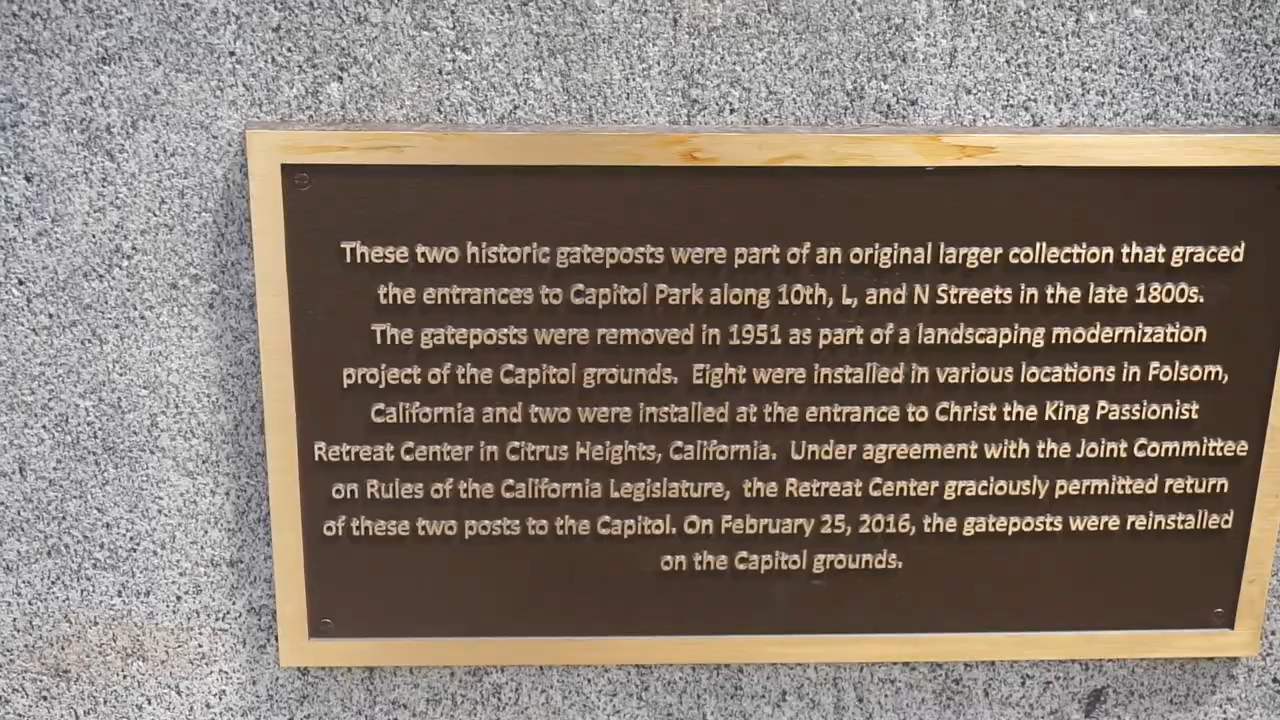 These two historic gateposts were part of an original larger collection that graced
the entrances to Capitol Park along 10th, L, and N Streets in the late 1800s.
The gateposts were removed in 1951 as part of a landscaping modernization
project of the Capitol grounds.  Eight were installed in various locations in Folsom,
California and two were installed at the entrance to Christ the King Passionist
Retreat Center in Citrus Heights, California.  Under agreement with the Joint Committee
on Rules of the California Legislature,  the Retreat Center graciously permitted return
of these two posts to the Capitol. On February 25, 2016, the gateposts were reinstalled
on the Capitol grounds.